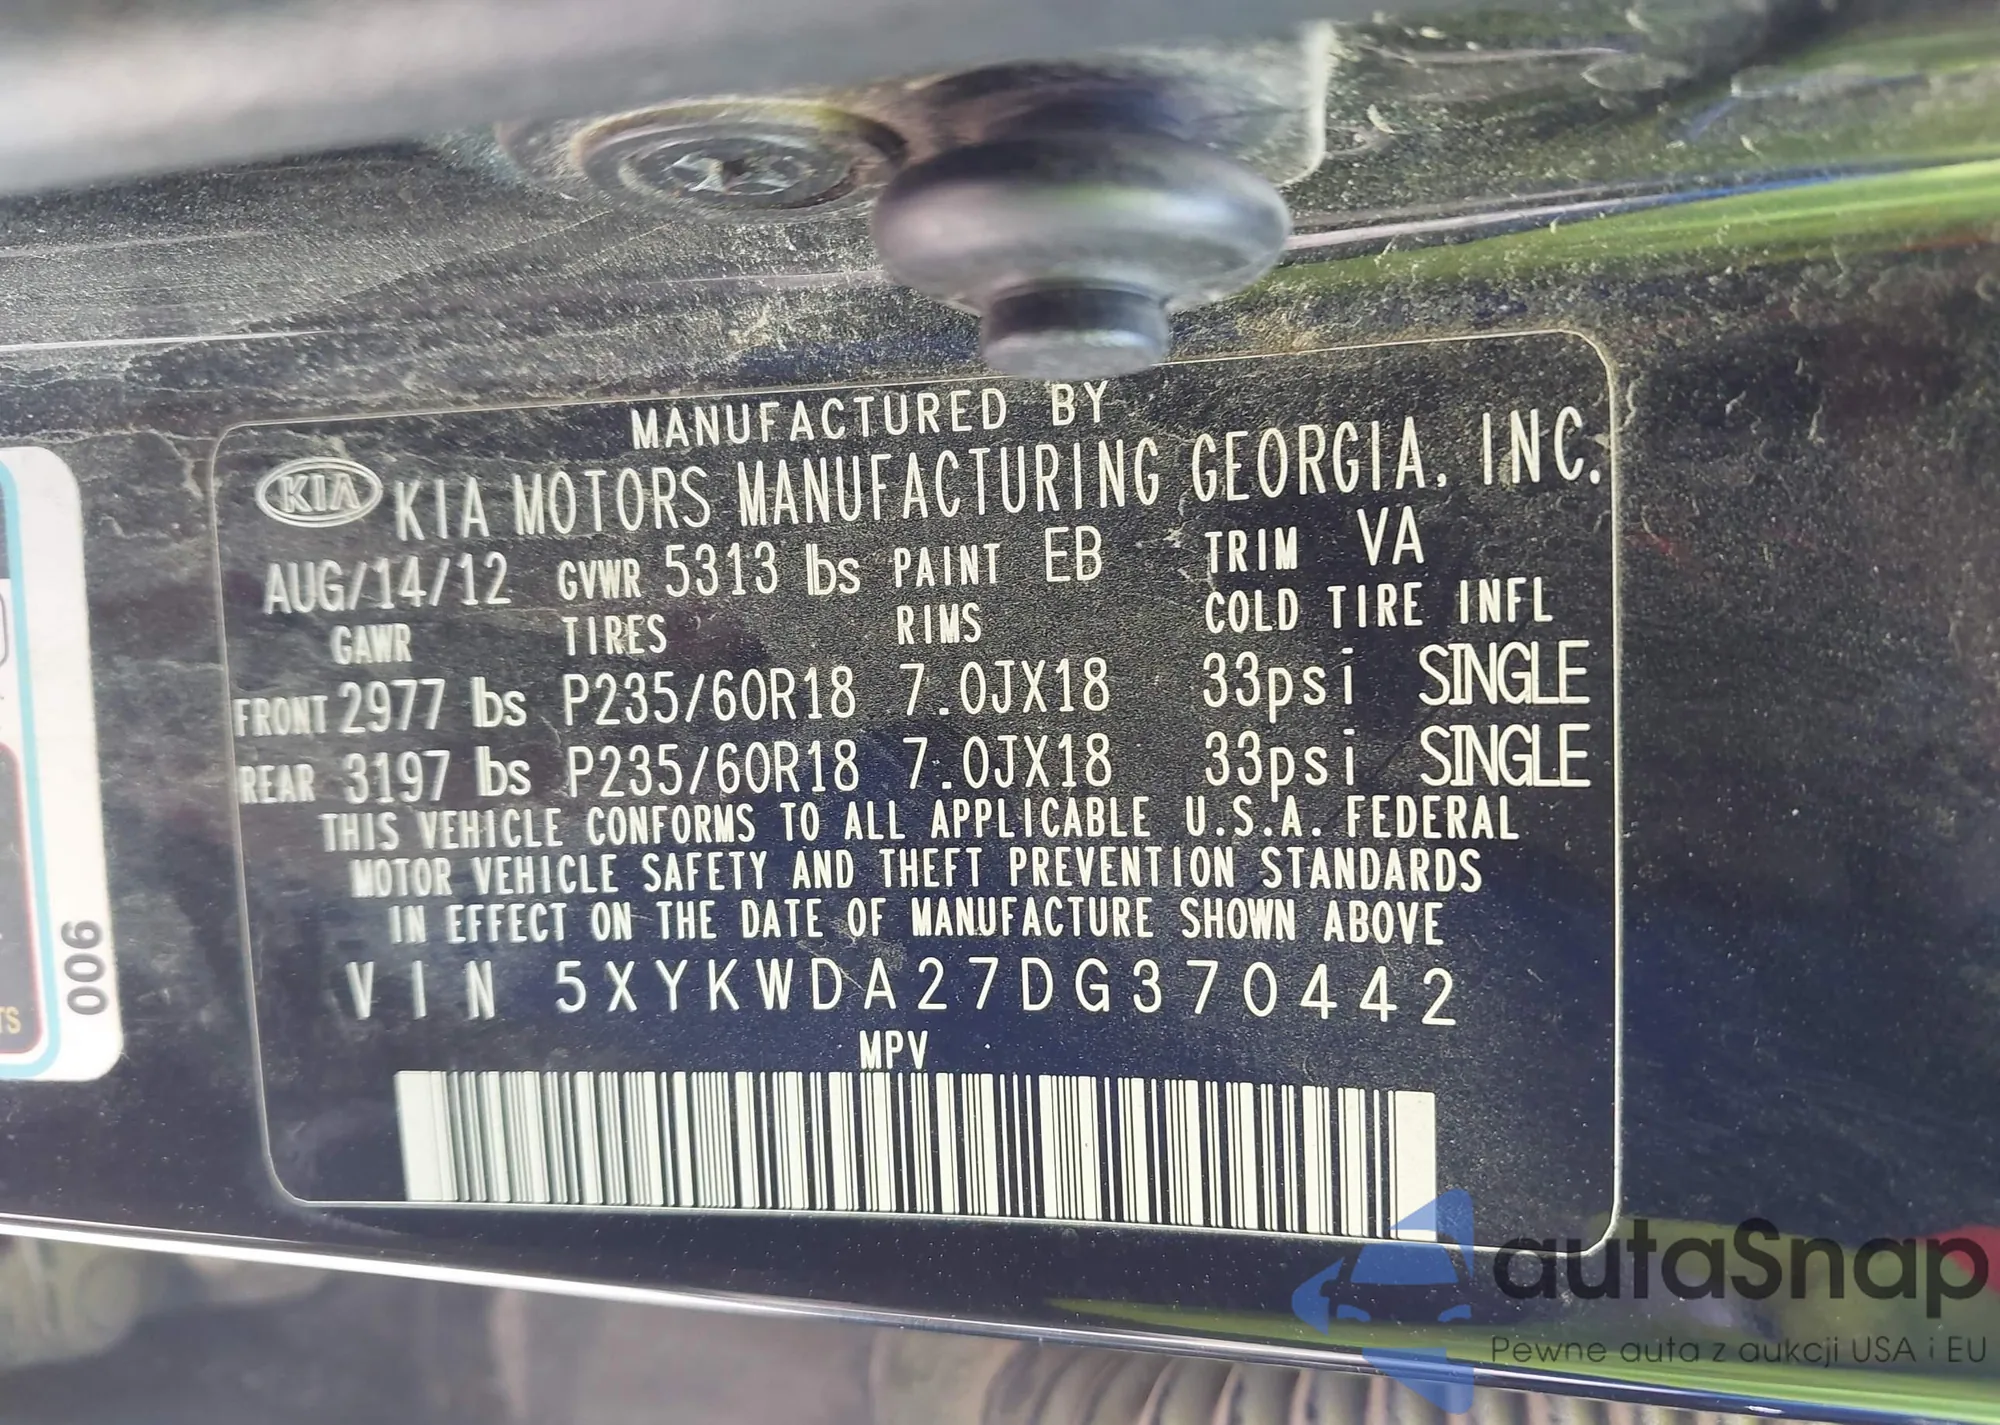 MANUFACTURED BY
KIA KIA MOTORS MANUFACTURING GEORGIA, INC.
AUG/14/12 GVWR 5313 lbs PAINT EB TRIM VA
GAWR TIRES RIMS COLD TIRE INFL
FRONT 2977 lbs P235/60R18 7.0JX18 33psi SINGLE
REAR 3197 lbs P235/60R18 7.0JX18 33psi SINGLE
THIS VEHICLE CONFORMS TO ALL APPLICABLE U.S.A. FEDERAL
MOTOR VEHICLE SAFETY AND THEFT PREVENTION STANDARDS
IN EFFECT ON THE DATE OF MANUFACTURE SHOWN ABOVE
VIN 5XYKWDA27DG370442
MPV
006
TS
autaSnap
Pewne auta z aukcji USA i EU